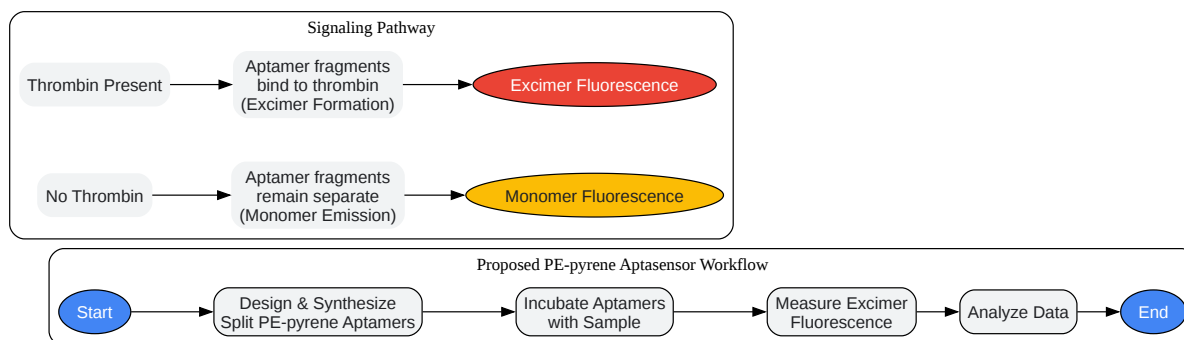 Signaling Pathway
Thrombin Present
Aptamer fragments
bind to thrombin
(Excimer Formation)
Excimer Fluorescence
No Thrombin
Aptamer fragments
remain separate
(Monomer Emission)
Monomer Fluorescence
Proposed PE-pyrene Aptasensor Workflow
Start
Design & Synthesize
Split PE-pyrene Aptamers
Incubate Aptamers
with Sample
Measure Excimer
Fluorescence
Analyze Data
End